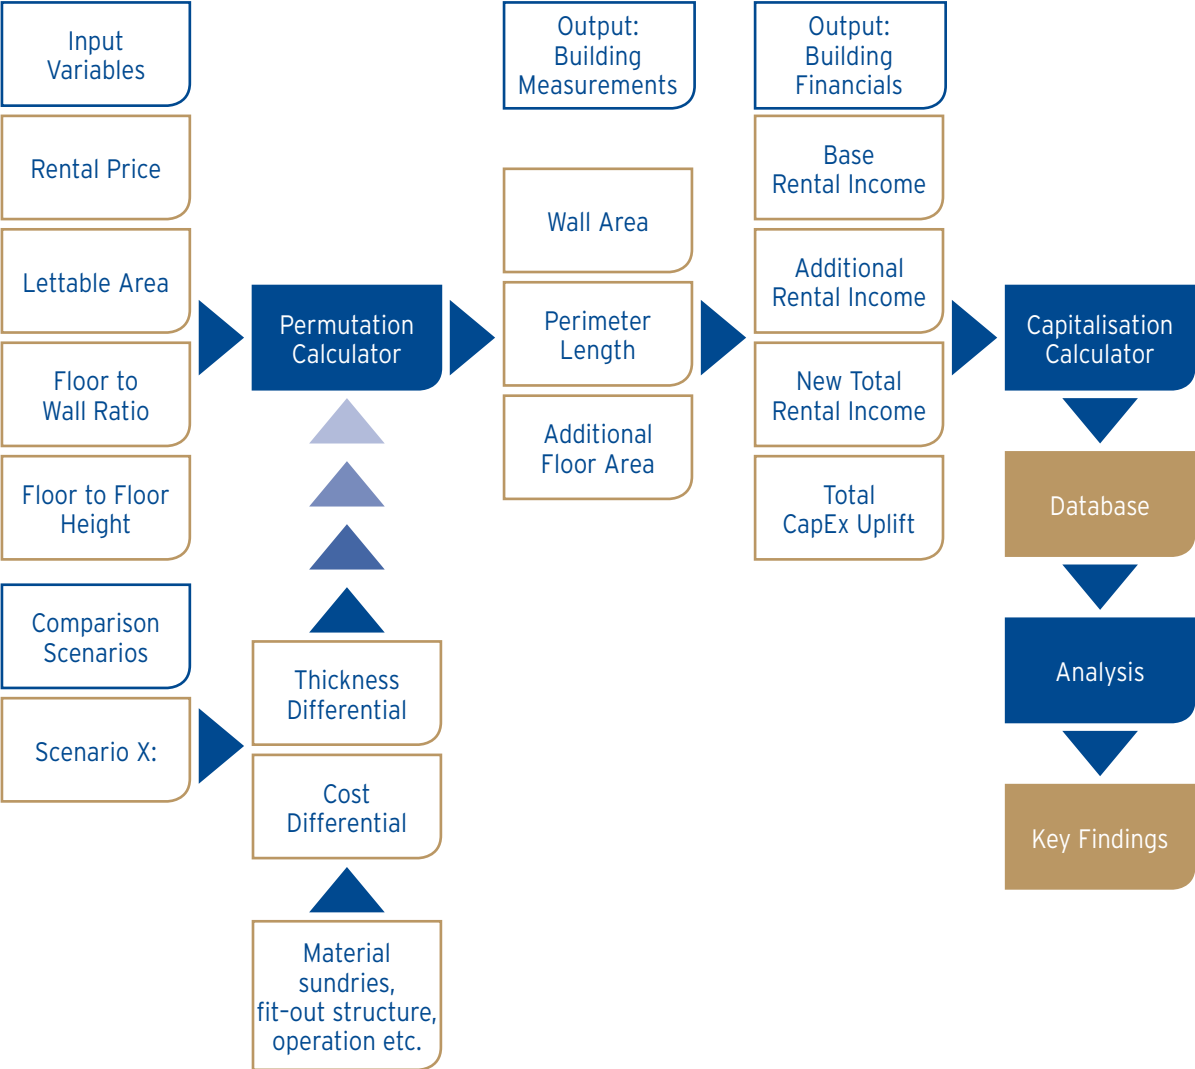 Input
Variables
Rental Price
Lettable Area
Floor to
Wall Ratio
Floor to Floor
Height
Comparison
Scenarios
Scenario X:
Permutation
Calculator
Thickness
Differential
Cost
Differential
Material
sundries,
fit-out structure,
operation etc.
Output:
Building
Measurements
Wall Area
Perimeter
Length
Additional
Floor Area
Output:
Building
Financials
Base
Rental Income
Additional
Rental Income
New Total
Rental Income
Total
CapEx Uplift
Capitalisation
Calculator
Database
Analysis
Key Findings